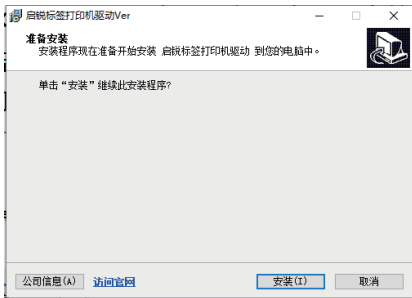 启锐标签打印机驱动Ver
准备安装
安装程序现在准备开始安装 启锐标签打印机驱动 到您的电脑中。
单击“安装”继续此安装程序?
公司信息(A) 访问官网 安装(I) 取消